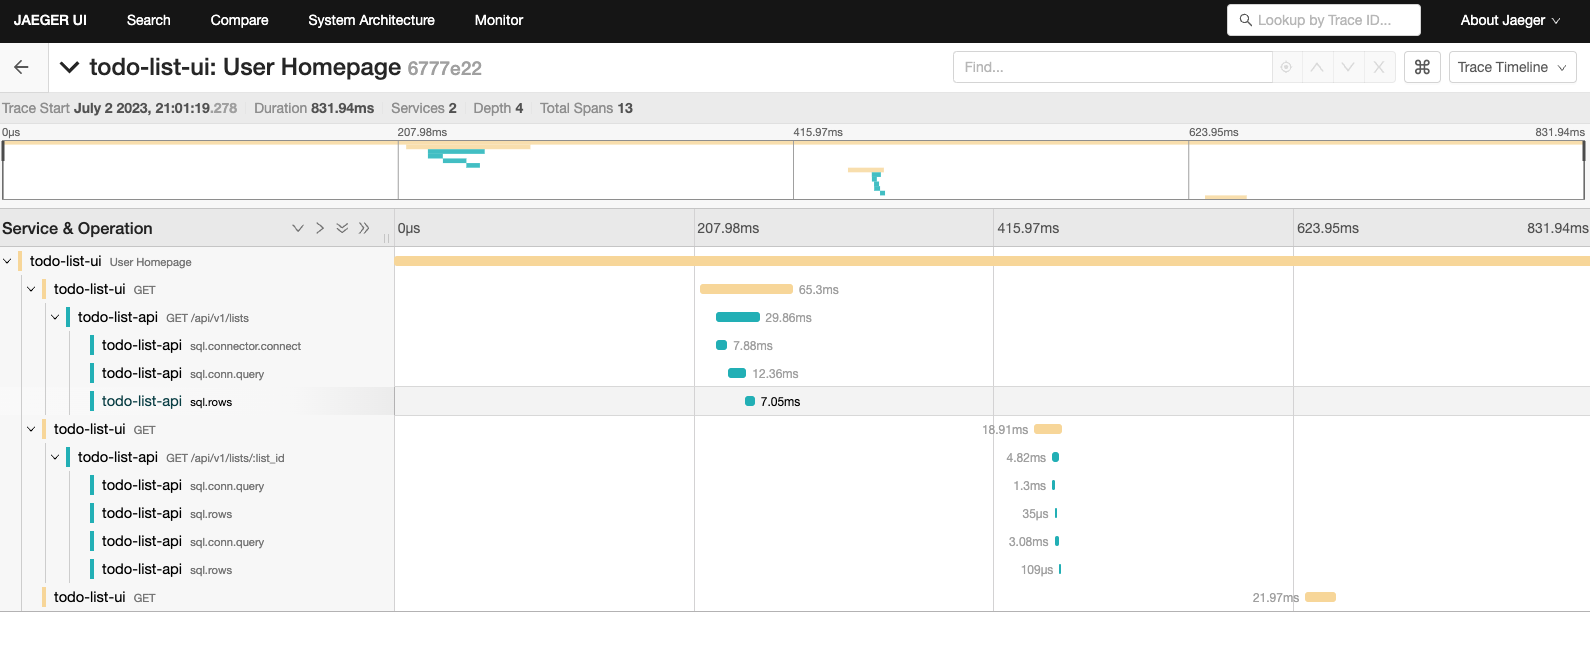 JAEGER UI Search Compare System Architecture Monitor Lookup by Trace ID... About Jaeger
todo-list-ui: User Homepage 6777e22 Find... ⌘ Trace Timeline
Trace Start July 2 2023, 21:01:19.278 Duration 831.94ms Services 2 Depth 4 Total Spans 13
0μs 207.98ms 415.97ms 623.95ms 831.94ms
Service & Operation 0μs 207.98ms 415.97ms 623.95ms 831.94ms
todo-list-ui User Homepage
todo-list-ui GET 65.3ms
todo-list-api GET /api/v1/lists 29.86ms
todo-list-api sql.connector.connect 7.88ms
todo-list-api sql.conn.query 12.36ms
todo-list-api sql.rows 7.05ms
todo-list-ui GET 18.91ms
todo-list-api GET /api/v1/lists/:list_id 4.82ms
todo-list-api sql.conn.query 1.3ms
todo-list-api sql.rows 35μs
todo-list-api sql.conn.query 3.08ms
todo-list-api sql.rows 109μs
todo-list-ui GET 21.97ms